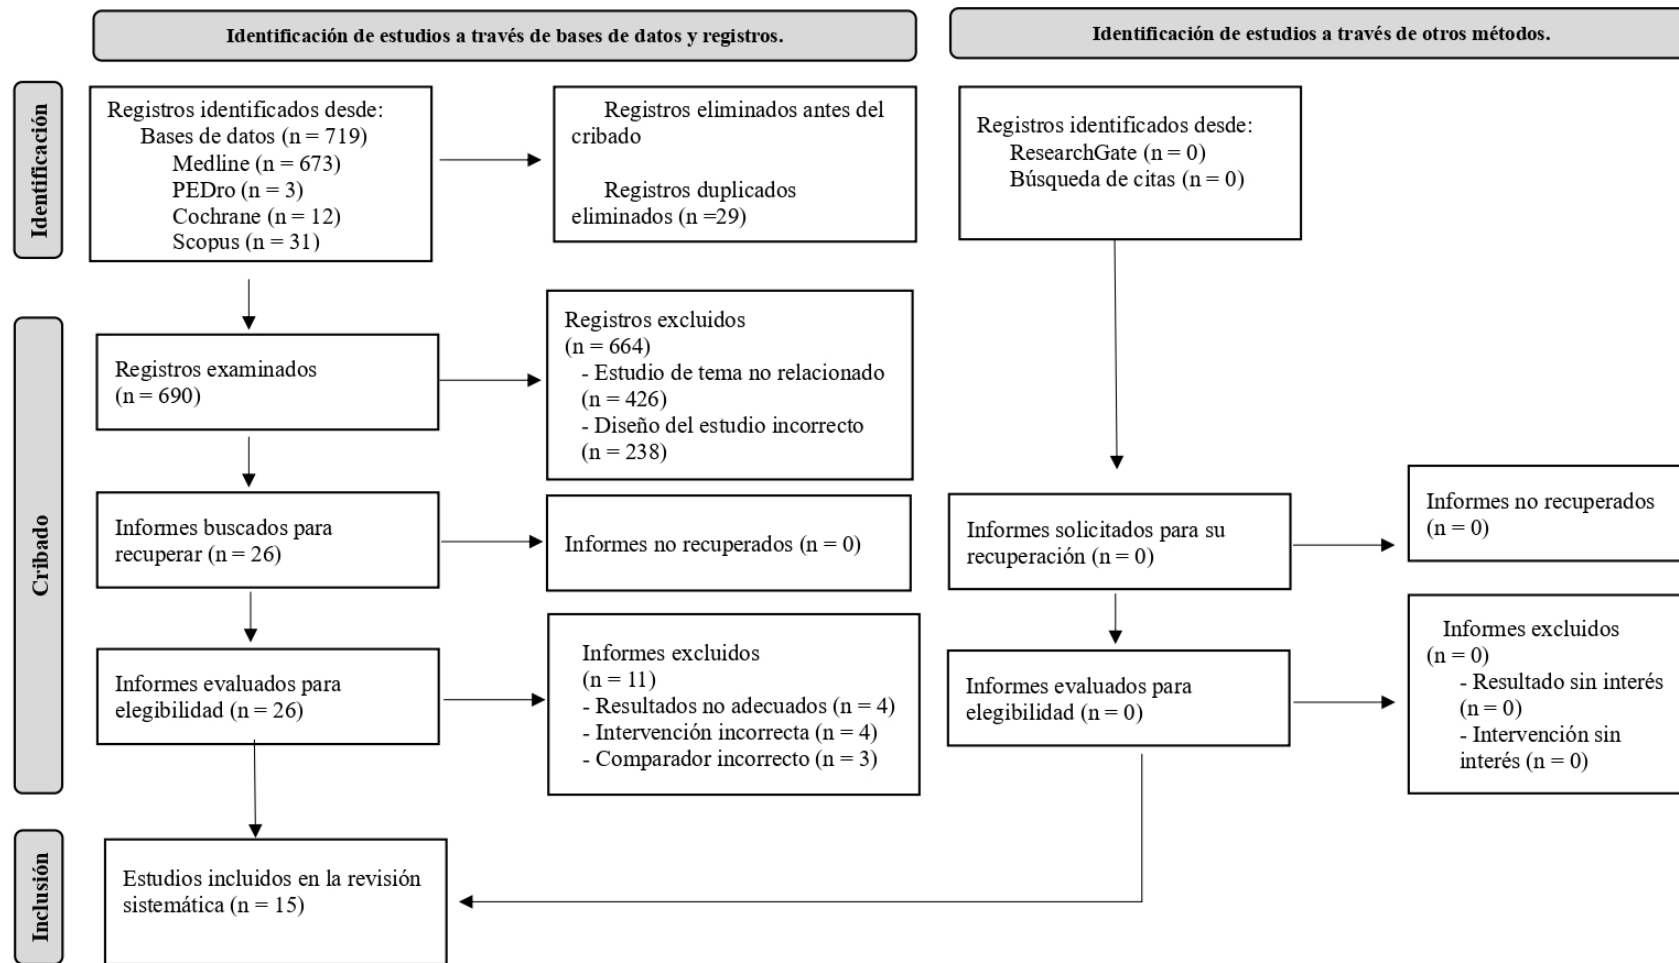 Identificación de estudios a través de bases de datos y registros.
Identificación de estudios a través de otros métodos.
Identificación
Registros identificados desde:
Bases de datos (n = 719)
Medline (n = 673)
PEDro (n = 3)
Cochrane (n = 12)
Scopus (n = 31)
Registros eliminados antes del
cribado
Registros duplicados
eliminados (n =29)
Registros identificados desde:
ResearchGate (n = 0)
Búsqueda de citas (n = 0)
Cribado
Registros examinados
(n = 690)
Registros excluidos
(n = 664)
- Estudio de tema no relacionado
(n = 426)
- Diseño del estudio incorrecto
(n = 238)
Informes buscados para
recuperar (n = 26)
Informes no recuperados (n = 0)
Informes solicitados para su
recuperación (n = 0)
Informes no recuperados
(n = 0)
Informes evaluados para
elegibilidad (n = 26)
Informes excluidos
(n = 11)
- Resultados no adecuados (n = 4)
- Intervención incorrecta (n = 4)
- Comparador incorrecto (n = 3)
Informes evaluados para
elegibilidad (n = 0)
Informes excluidos
(n = 0)
- Resultado sin interés
(n = 0)
- Intervención sin
interés (n = 0)
Inclusión
Estudios incluidos en la revisión
sistemática (n = 15)